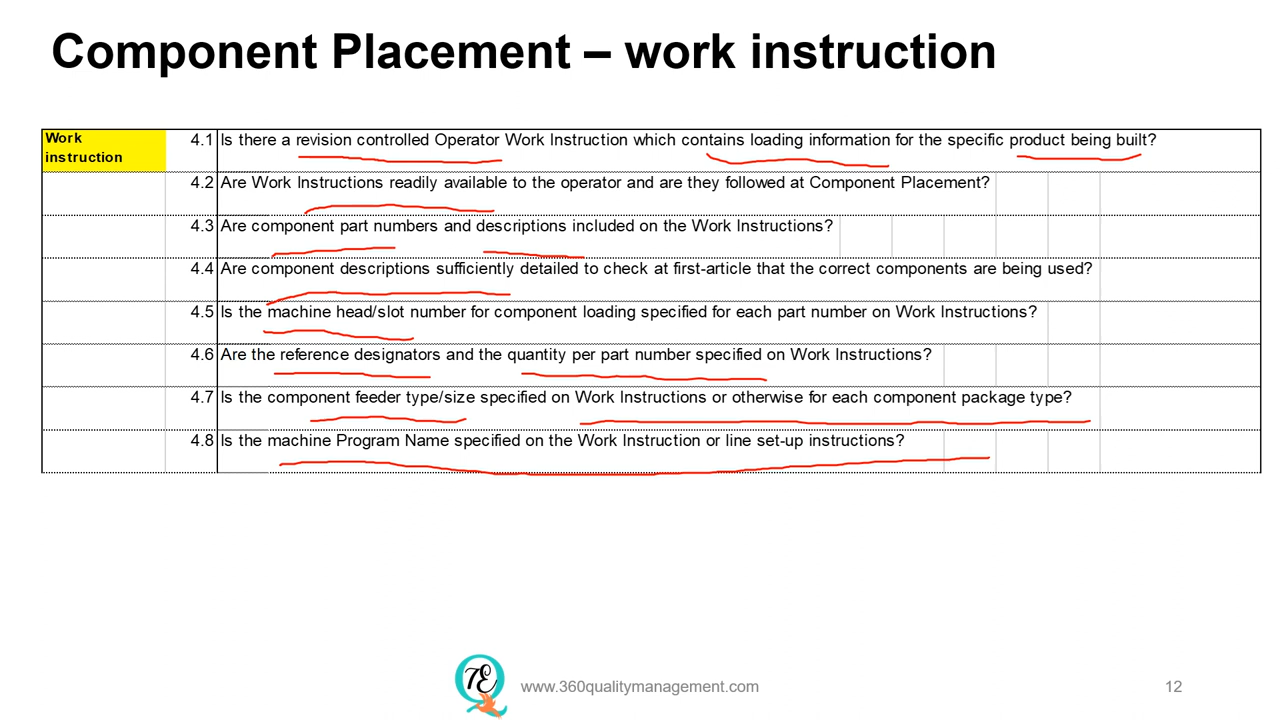 Component Placement – work instruction
Work
instruction
4.1 Is there a revision controlled Operator Work Instruction which contains loading information for the specific product being built?
4.2 Are Work Instructions readily available to the operator and are they followed at Component Placement?
4.3 Are component part numbers and descriptions included on the Work Instructions?
4.4 Are component descriptions sufficiently detailed to check at first-article that the correct components are being used?
4.5 Is the machine head/slot number for component loading specified for each part number on Work Instructions?
4.6 Are the reference designators and the quantity per part number specified on Work Instructions?
4.7 Is the component feeder type/size specified on Work Instructions or otherwise for each component package type?
4.8 Is the machine Program Name specified on the Work Instruction or line set-up instructions?
www.360qualitymanagement.com
12